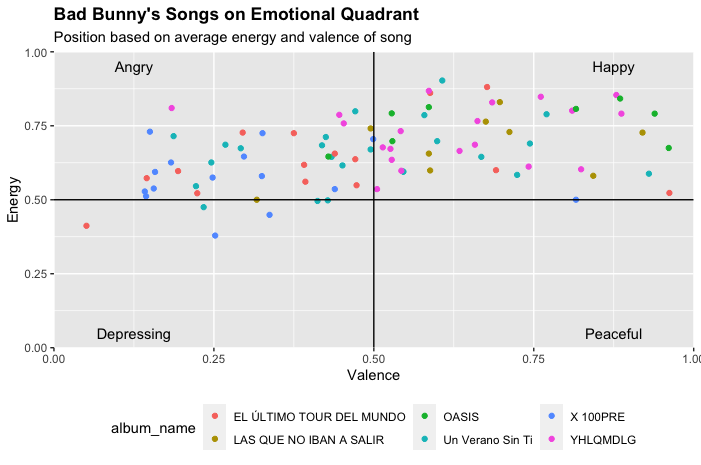 Bad Bunny's Songs on Emotional Quadrant
Position based on average energy and valence of song
1.00
Angry
Happy
0.75
Energy
0.50
0.25
Depressing
Peaceful
0.00
0.00 0.25 0.50 0.75 1.00
Valence
album_name
EL ÚLTIMO TOUR DEL MUNDO
OASIS
X 100PRE
LAS QUE NO IBAN A SALIR
Un Verano Sin Ti
YHLQMDLG